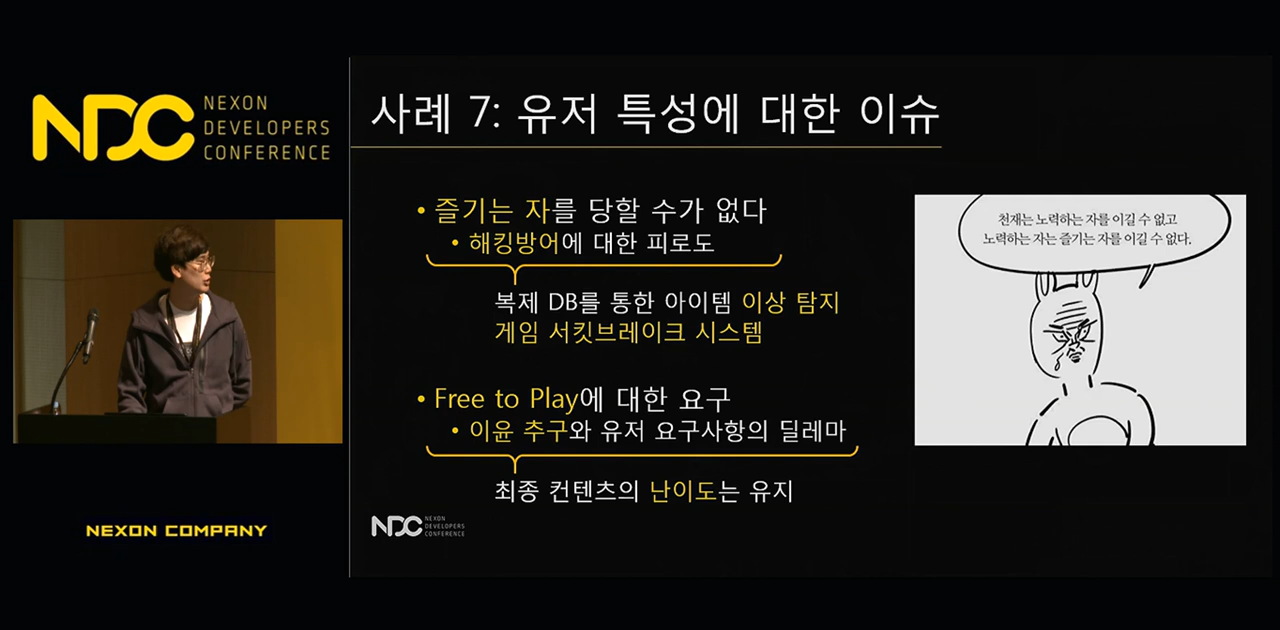 NDC
NEXON
DEVELOPERS
CONFERENCE
사례 7: 유저 특성에 대한 이슈
• 즐기는 자를 당할 수가 없다
• 해킹방어에 대한 피로도
복제 DB를 통한 아이템 이상 탐지
게임 서킷브레이크 시스템
• Free to Play에 대한 요구
• 이윤 추구와 유저 요구사항의 딜레마
최종 컨텐츠의 난이도는 유지
천재는 노력하는 자를 이길 수 없고
노력하는 자는 즐기는 자를 이길 수 없다.
NEXON COMPANY
NDC
NEXON
DEVELOPERS
CONFERENCE